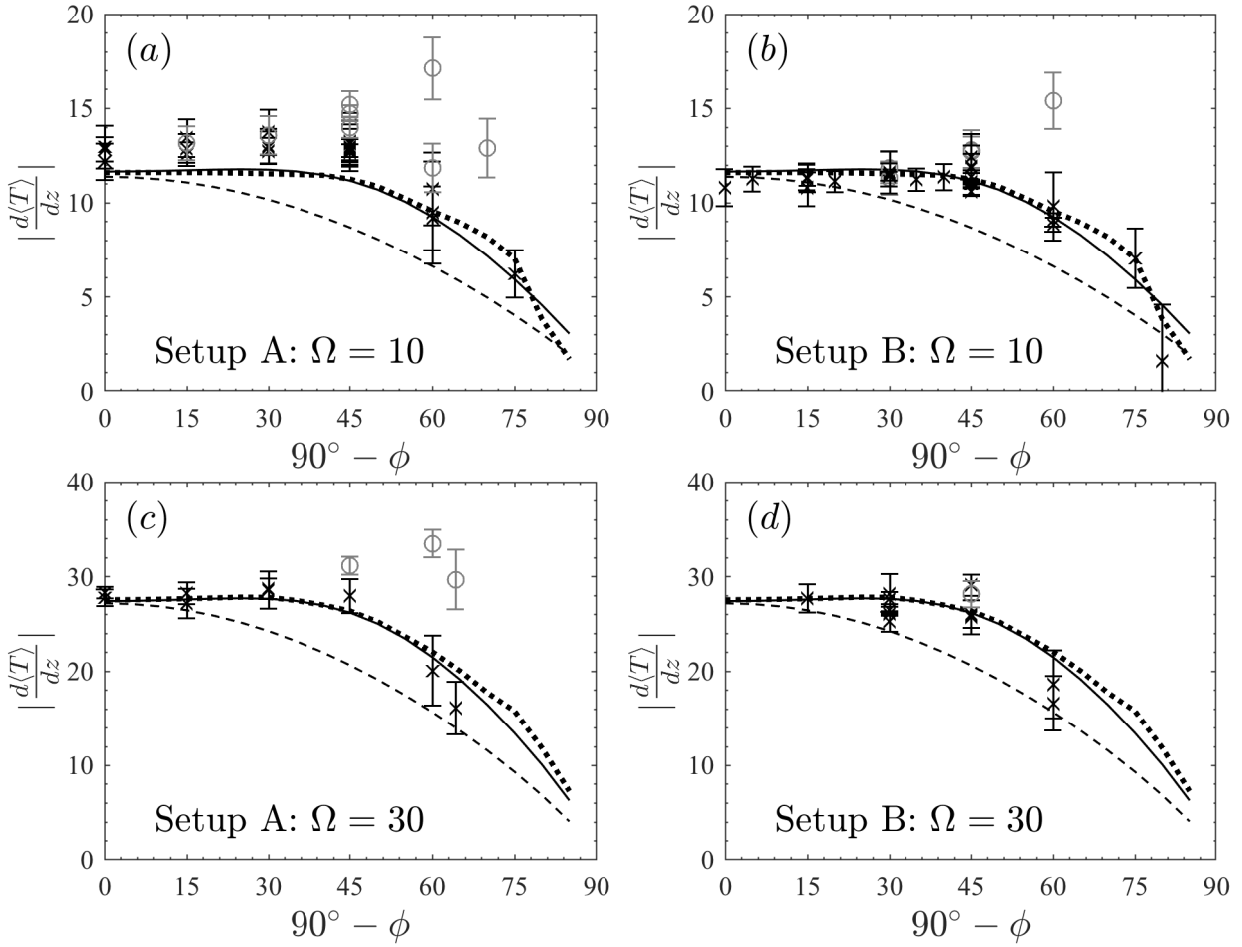 (a)
20
15
10
5
0
|d⟨T⟩/dz|
Setup A: Ω = 10
0 15 30 45 60 75 90
90° − ϕ
(b)
20
15
10
5
0
|d⟨T⟩/dz|
Setup B: Ω = 10
0 15 30 45 60 75 90
90° − ϕ
(c)
40
30
20
10
0
|d⟨T⟩/dz|
Setup A: Ω = 30
0 15 30 45 60 75 90
90° − ϕ
(d)
40
30
20
10
0
|d⟨T⟩/dz|
Setup B: Ω = 30
0 15 30 45 60 75 90
90° − ϕ